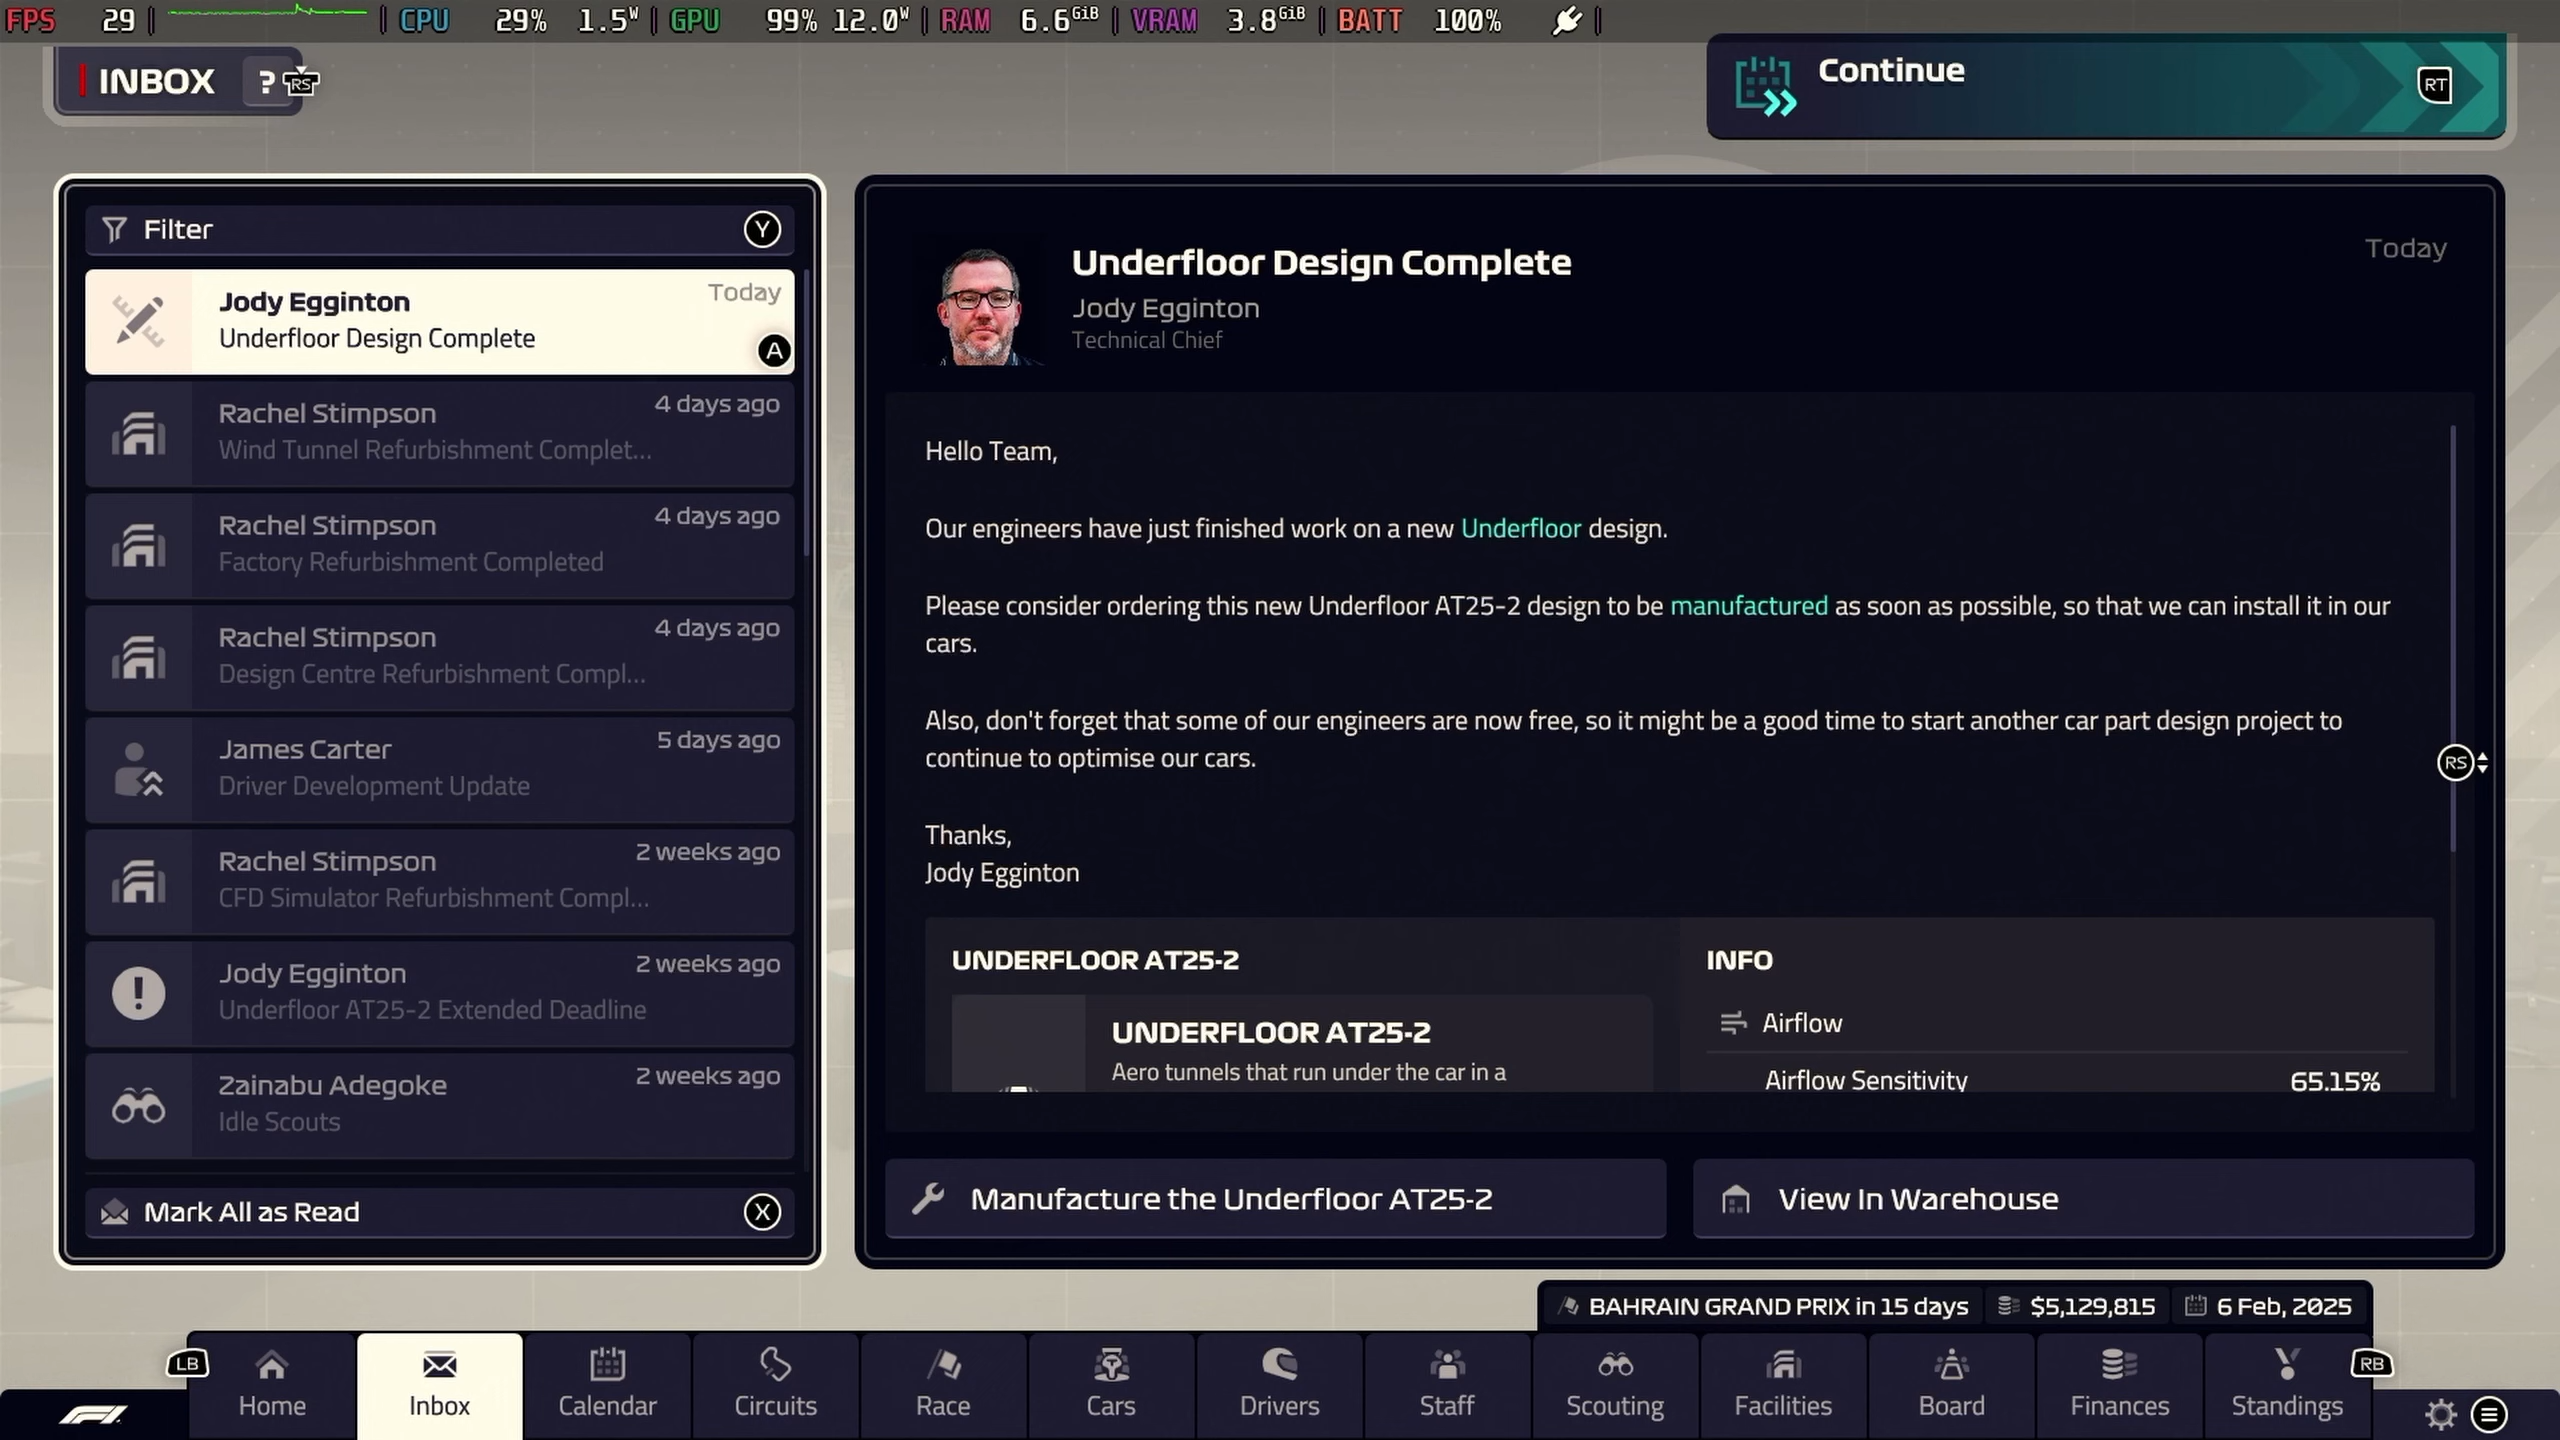 FPS 29 | CPU 29% 1.5W | GPU 99% 12.0W | RAM 6.6GiB | VRAM 3.8GiB | BATT 100% |
INBOX ? RS
Continue RT
Filter Y
Jody Egginton Today
Underfloor Design Complete A
Rachel Stimpson 4 days ago
Wind Tunnel Refurbishment Complet...
Rachel Stimpson 4 days ago
Factory Refurbishment Completed
Rachel Stimpson 4 days ago
Design Centre Refurbishment Compl...
James Carter 5 days ago
Driver Development Update
Rachel Stimpson 2 weeks ago
CFD Simulator Refurbishment Compl...
Jody Egginton 2 weeks ago
Underfloor AT25-2 Extended Deadline
Zainabu Adegoke 2 weeks ago
Idle Scouts
Mark All as Read X
Underfloor Design Complete Today
Jody Egginton
Technical Chief
Hello Team,
Our engineers have just finished work on a new Underfloor design.
Please consider ordering this new Underfloor AT25-2 design to be manufactured as soon as possible, so that we can install it in our
cars.
Also, don't forget that some of our engineers are now free, so it might be a good time to start another car part design project to
continue to optimise our cars.
RS
Thanks,
Jody Egginton
UNDERFLOOR AT25-2
UNDERFLOOR AT25-2
Aero tunnels that run under the car in a
INFO
Airflow
Airflow Sensitivity 65.15%
Manufacture the Underfloor AT25-2
View In Warehouse
BAHRAIN GRAND PRIX in 15 days $5,129,815 6 Feb, 2025
LB Home Inbox Calendar Circuits Race Cars Drivers Staff Scouting Facilities Board Finances Standings RB